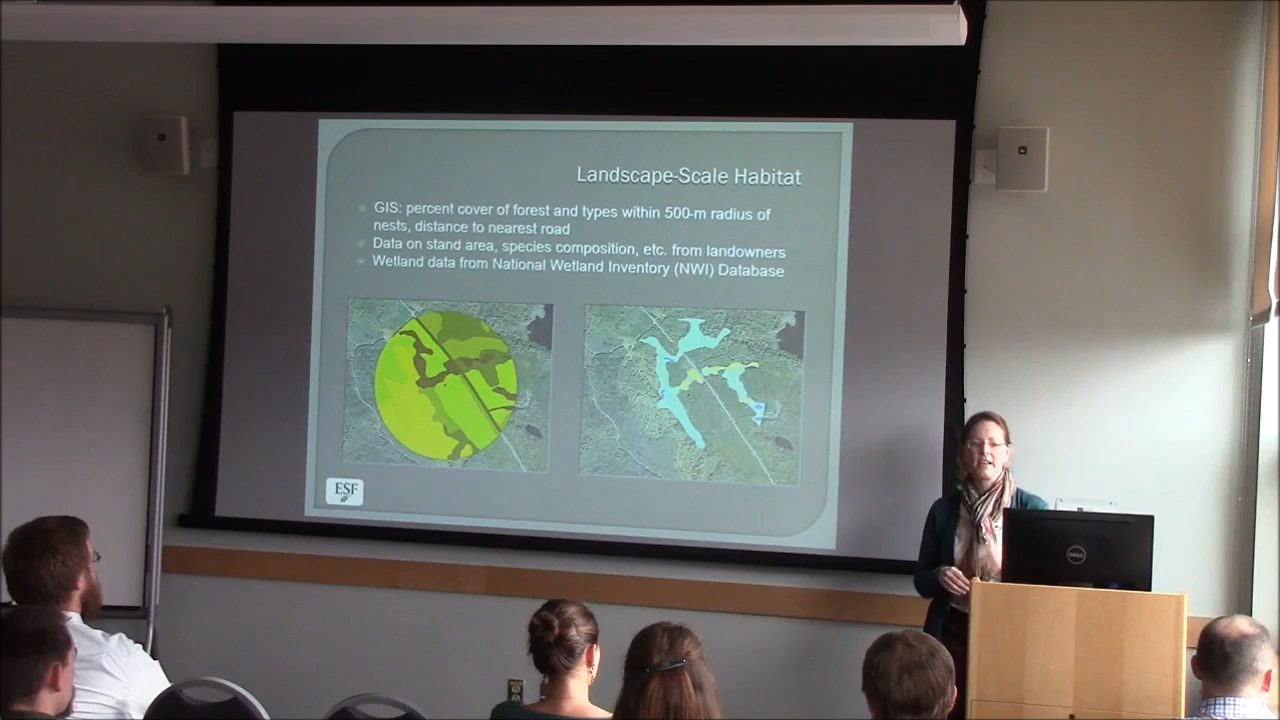 Landscape-Scale Habitat
GIS: percent cover of forest and types within 500-m radius of
nests, distance to nearest road
Data on stand area, species composition, etc. from landowners
Wetland data from National Wetland Inventory (NWI) Database
ESF
DELL